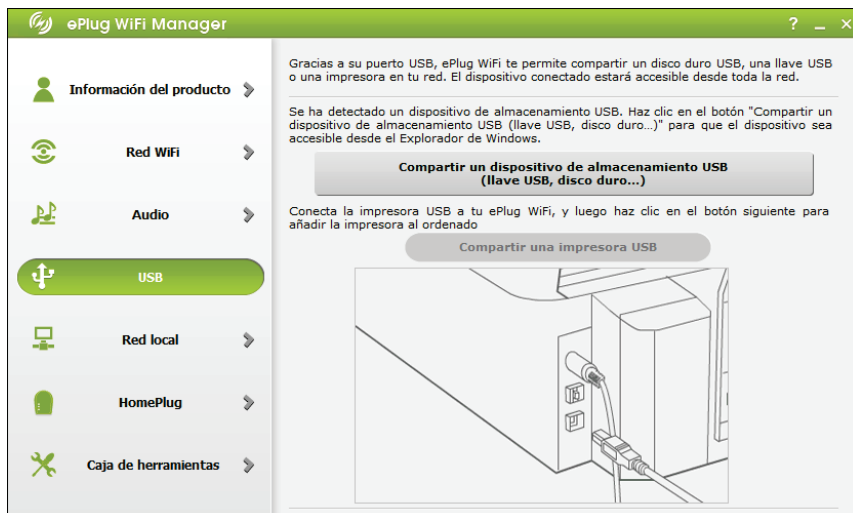 ePlug WiFi Manager
? _ ×
Información del producto
Red WiFi
Audio
USB
Red local
HomePlug
Caja de herramientas
Gracias a su puerto USB, ePlug WiFi te permite compartir un disco duro USB, una llave USB
o una impresora en tu red. El dispositivo conectado estará accesible desde toda la red.
Se ha detectado un dispositivo de almacenamiento USB. Haz clic en el botón "Compartir un
dispositivo de almacenamiento USB (llave USB, disco duro...)" para que el dispositivo sea
accesible desde el Explorador de Windows.
Compartir un dispositivo de almacenamiento USB
(llave USB, disco duro...)
Conecta la impresora USB a tu ePlug WiFi, y luego haz clic en el botón siguiente para
añadir la impresora al ordenado
Compartir una impresora USB